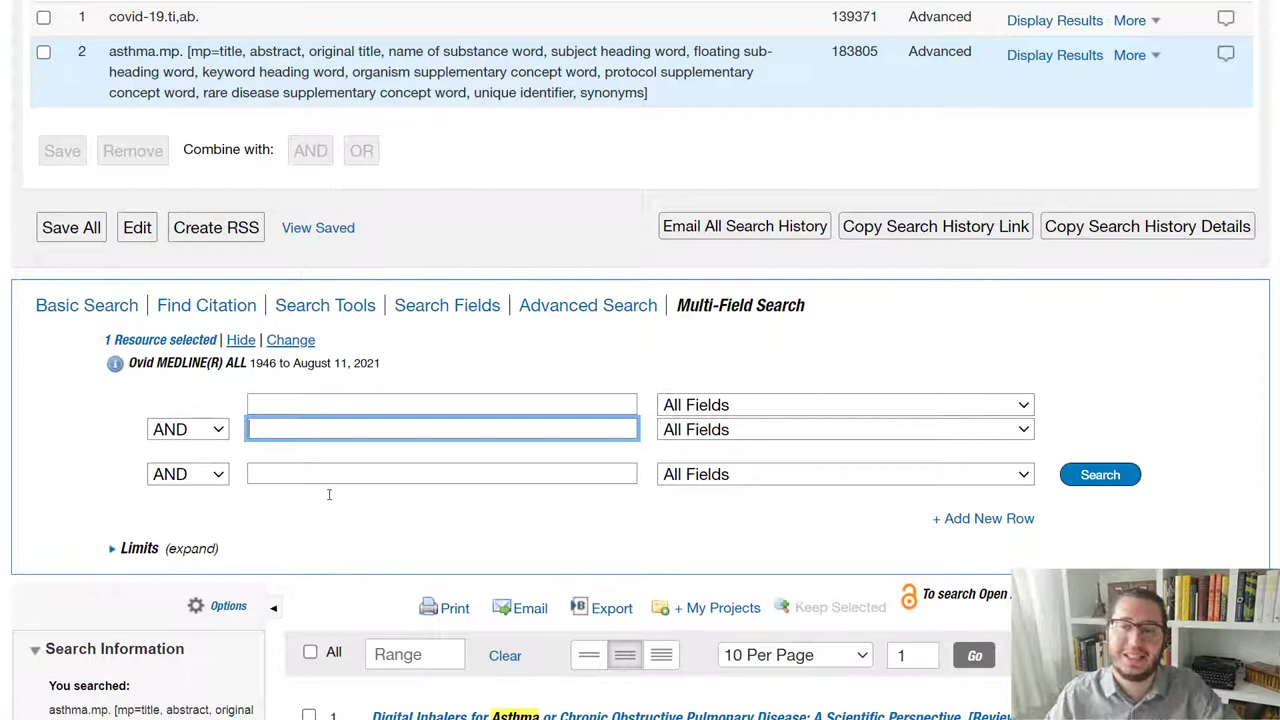 1 covid-19.ti,ab. 139371 Advanced Display Results More
2 asthma.mp. [mp=title, abstract, original title, name of substance word, subject heading word, floating sub- 183805 Advanced Display Results More
heading word, keyword heading word, organism supplementary concept word, protocol supplementary
concept word, rare disease supplementary concept word, unique identifier, synonyms]
Save Remove Combine with: AND OR
Save All Edit Create RSS View Saved Email All Search History Copy Search History Link Copy Search History Details
Basic Search | Find Citation | Search Tools | Search Fields | Advanced Search | Multi-Field Search
1 Resource selected | Hide | Change
Ovid MEDLINE(R) ALL 1946 to August 11, 2021
All Fields
AND All Fields
AND All Fields Search
+ Add New Row
Limits (expand)
Options Print Email Export + My Projects Keep Selected To search Open
Search Information All Range Clear 10 Per Page 1 Go
You searched:
asthma.mp. [mp=title, abstract, original
1 Digital Inhalers for Asthma or Chronic Obstructive Pulmonary Disease: A Scientific Perspective. [Review